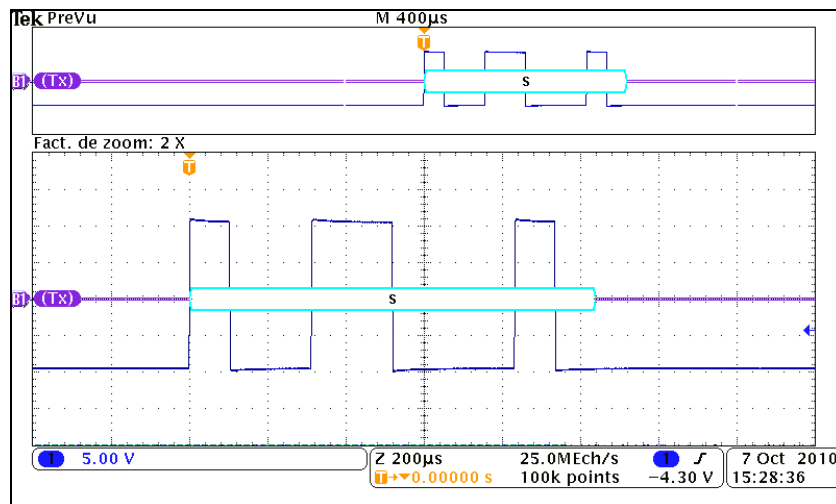 Tek PreVu M 400µs
T
B1 (Tx) S
Fact. de zoom: 2 X
T
B1 (Tx) S
1 5.00 V Z 200µs 25.0MEch/s 1 7 Oct 2010
T→▼0.00000 s 100k points −4.30 V 15:28:36